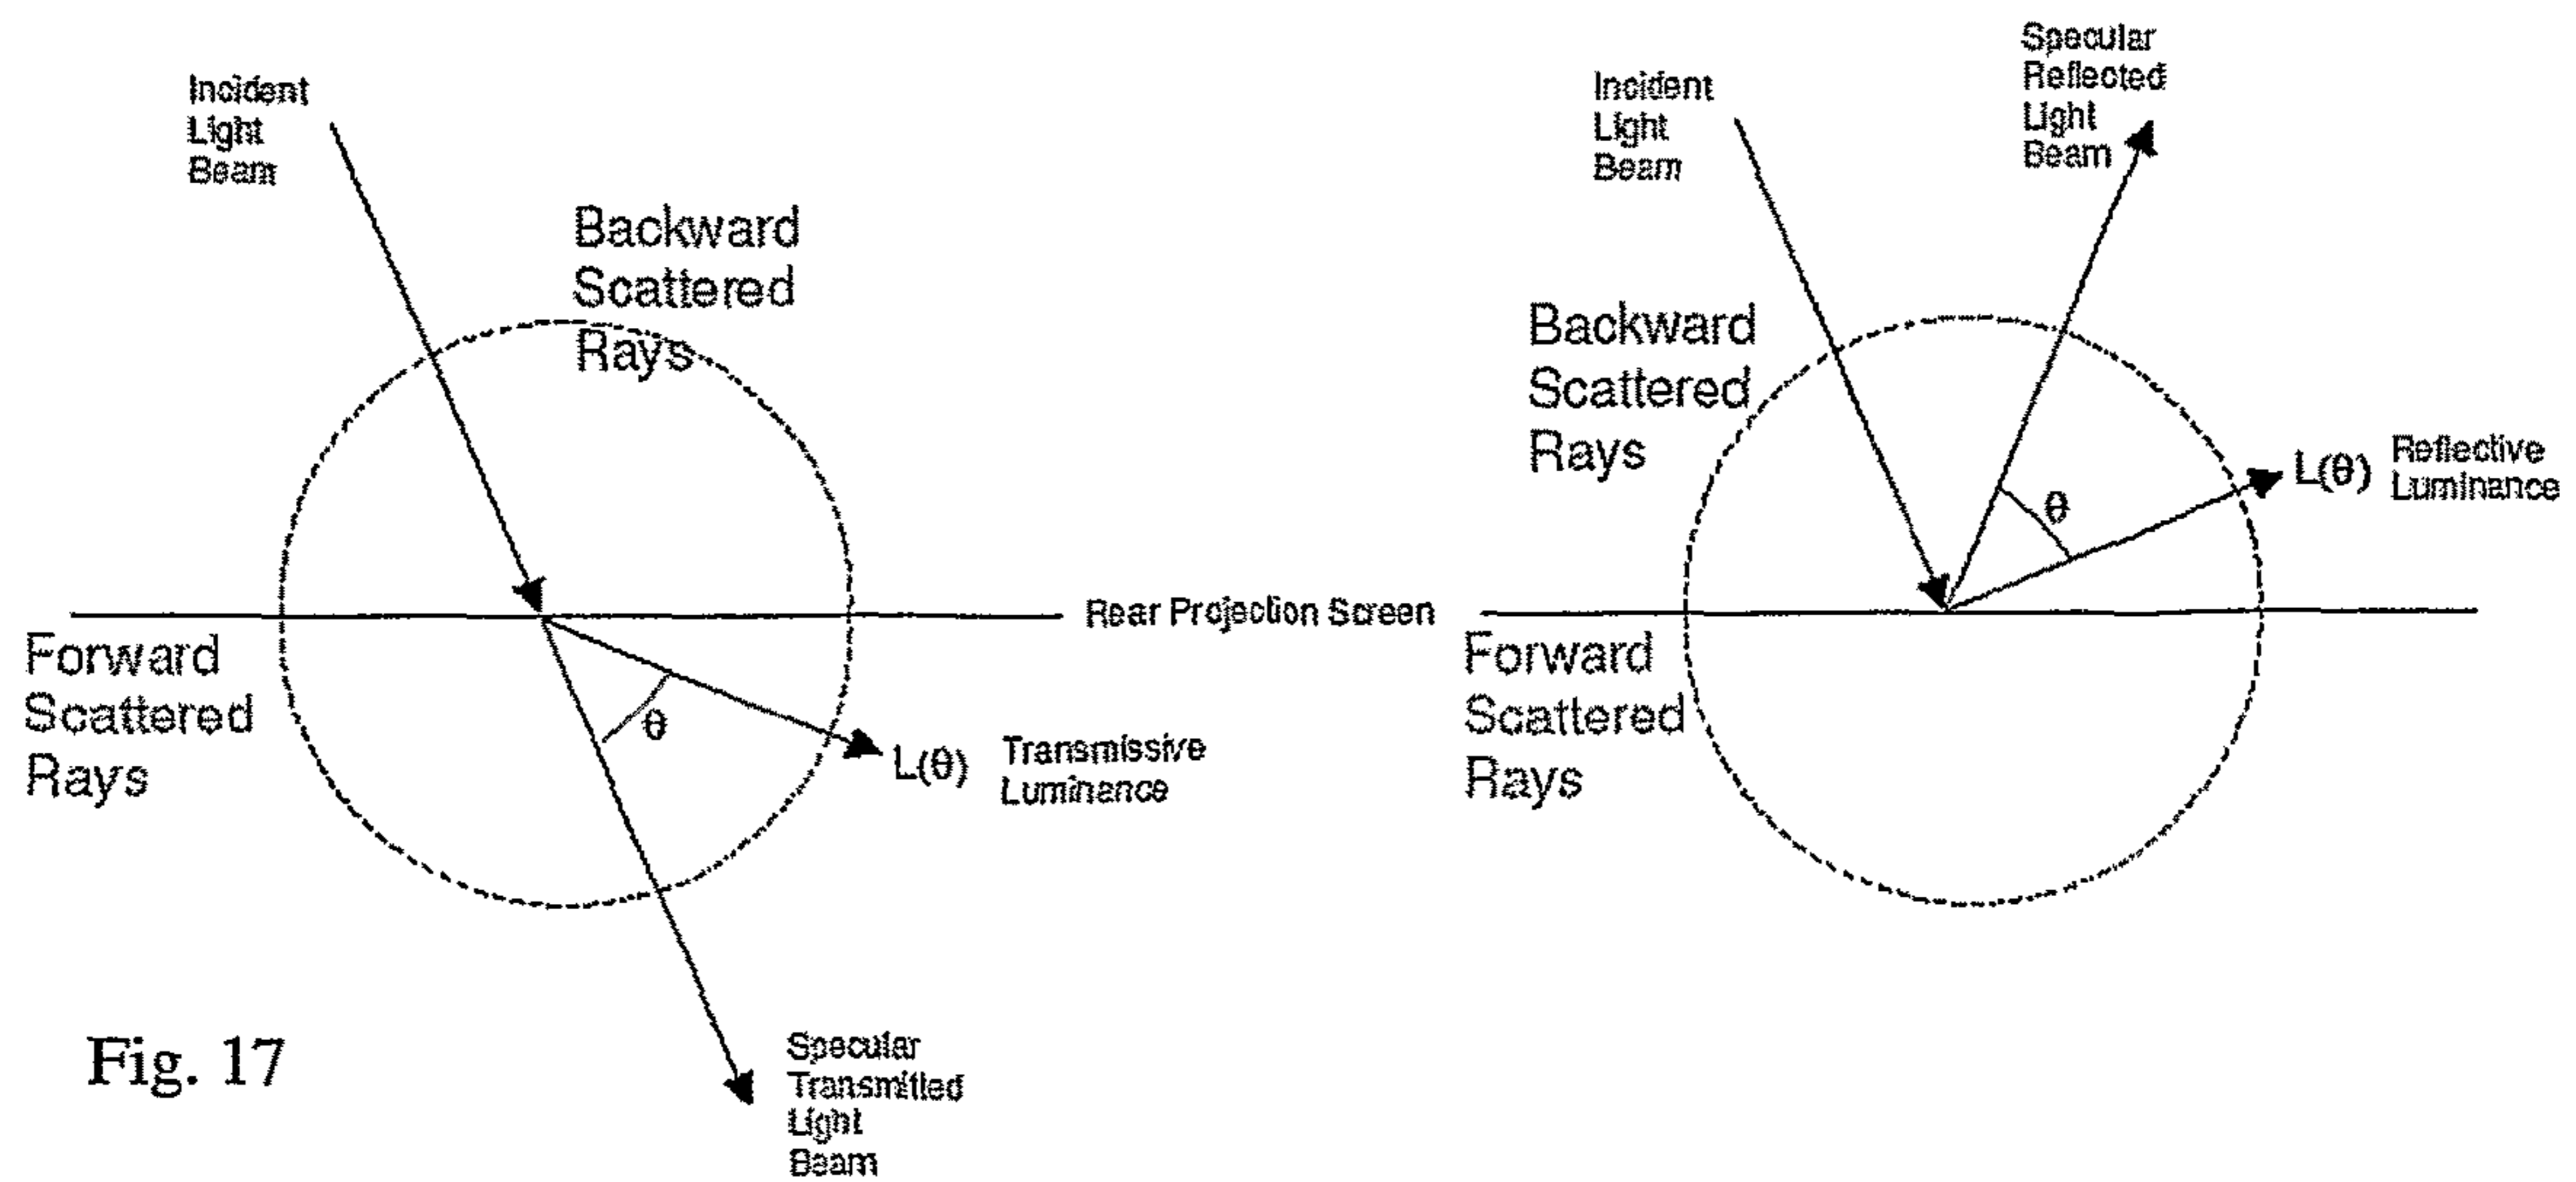 Incident
Light
Beam
Backward
Scattered
Rays
Rear Projection Screen
Forward
Scattered
Rays
θ
L(θ)
Transmissive
Luminance
Specular
Transmitted
Light
Beam
Fig. 17
Incident
Light
Beam
Specular
Reflected
Light
Beam
Backward
Scattered
Rays
θ
L(θ)
Reflective
Luminance
Forward
Scattered
Rays